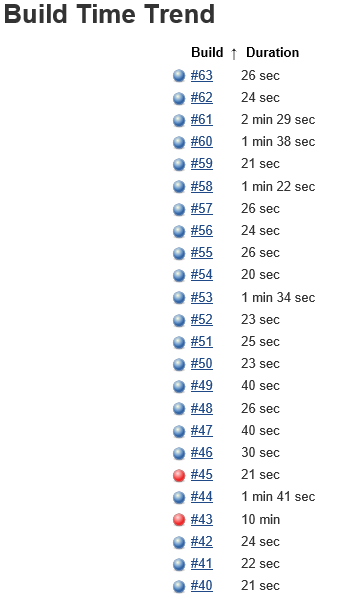 Build Time Trend
Build ↑ Duration
#63 26 sec
#62 24 sec
#61 2 min 29 sec
#60 1 min 38 sec
#59 21 sec
#58 1 min 22 sec
#57 26 sec
#56 24 sec
#55 26 sec
#54 20 sec
#53 1 min 34 sec
#52 23 sec
#51 25 sec
#50 23 sec
#49 40 sec
#48 26 sec
#47 40 sec
#46 30 sec
#45 21 sec
#44 1 min 41 sec
#43 10 min
#42 24 sec
#41 22 sec
#40 21 sec